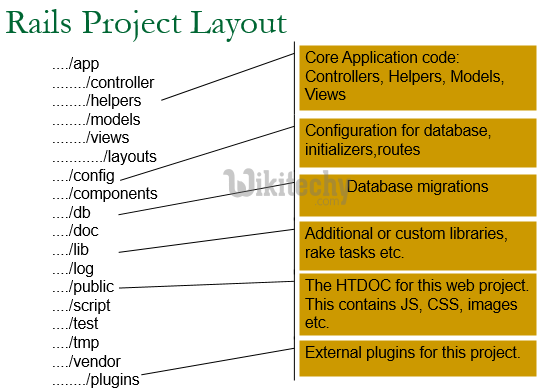 Rails Project Layout
..../app
......../controller
......../helpers
......../models
......../views
............/layouts
..../config
..../components
..../db
..../doc
..../lib
..../log
..../public
..../script
..../test
..../tmp
..../vendor
......../plugins
Core Application code:
Controllers, Helpers, Models,
Views
Configuration for database,
initializers,routes
Database migrations
Additional or custom libraries,
rake tasks etc.
The HTDOC for this web project.
This contains JS, CSS, images
etc.
External plugins for this project.
Wikitechy
.com